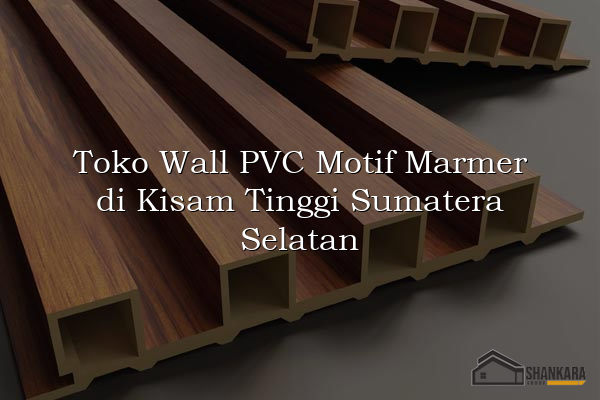 Toko Wall PVC Motif Marmer
di Kisam Tinggi Sumatera
Selatan
SHANKARA